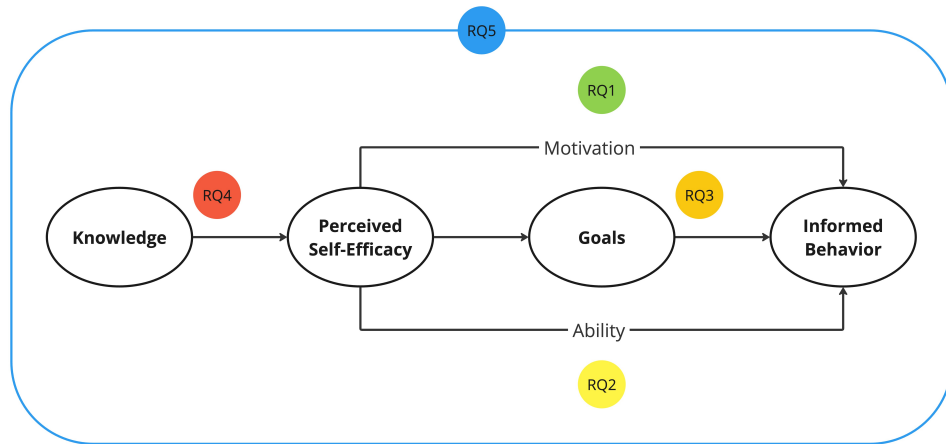 RQ5
RQ1
Motivation
RQ4
RQ3
Knowledge
Perceived
Self-Efficacy
Goals
Informed
Behavior
Ability
RQ2